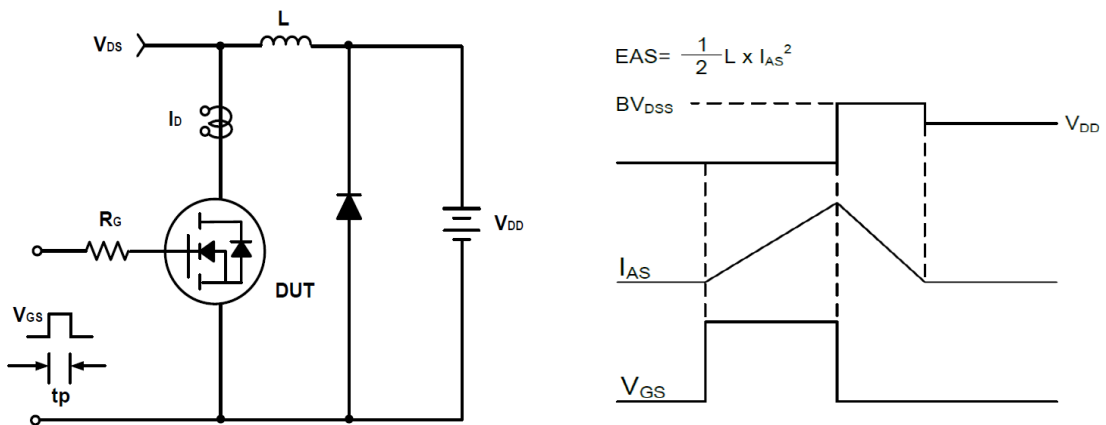 L
VDS
ID
RG
VDD
DUT
VGS
tp
EAS= 1/2 L x IAS²
BVDSS
VDD
IAS
VGS